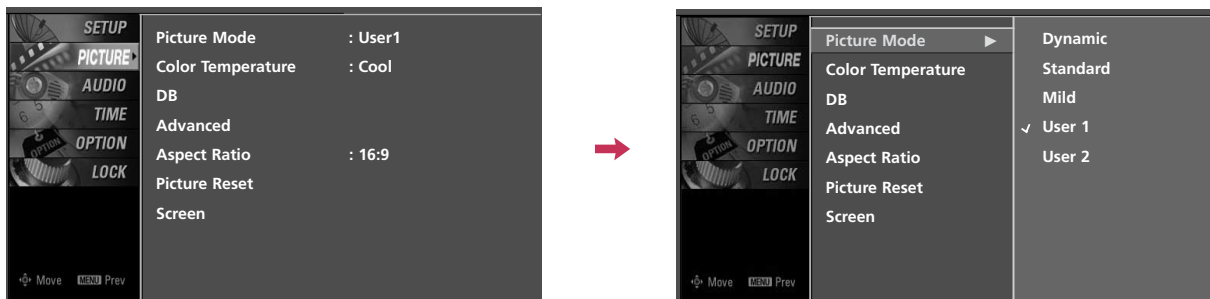 SETUP
PICTURE
AUDIO
TIME
OPTION
LOCK
Move MENU Prev
Picture Mode : User1
Color Temperature : Cool
DB
Advanced
Aspect Ratio : 16:9
Picture Reset
Screen
SETUP
PICTURE
AUDIO
TIME
OPTION
LOCK
Move MENU Prev
Picture Mode
Color Temperature
DB
Advanced
Aspect Ratio
Picture Reset
Screen
Dynamic
Standard
Mild
User 1
User 2